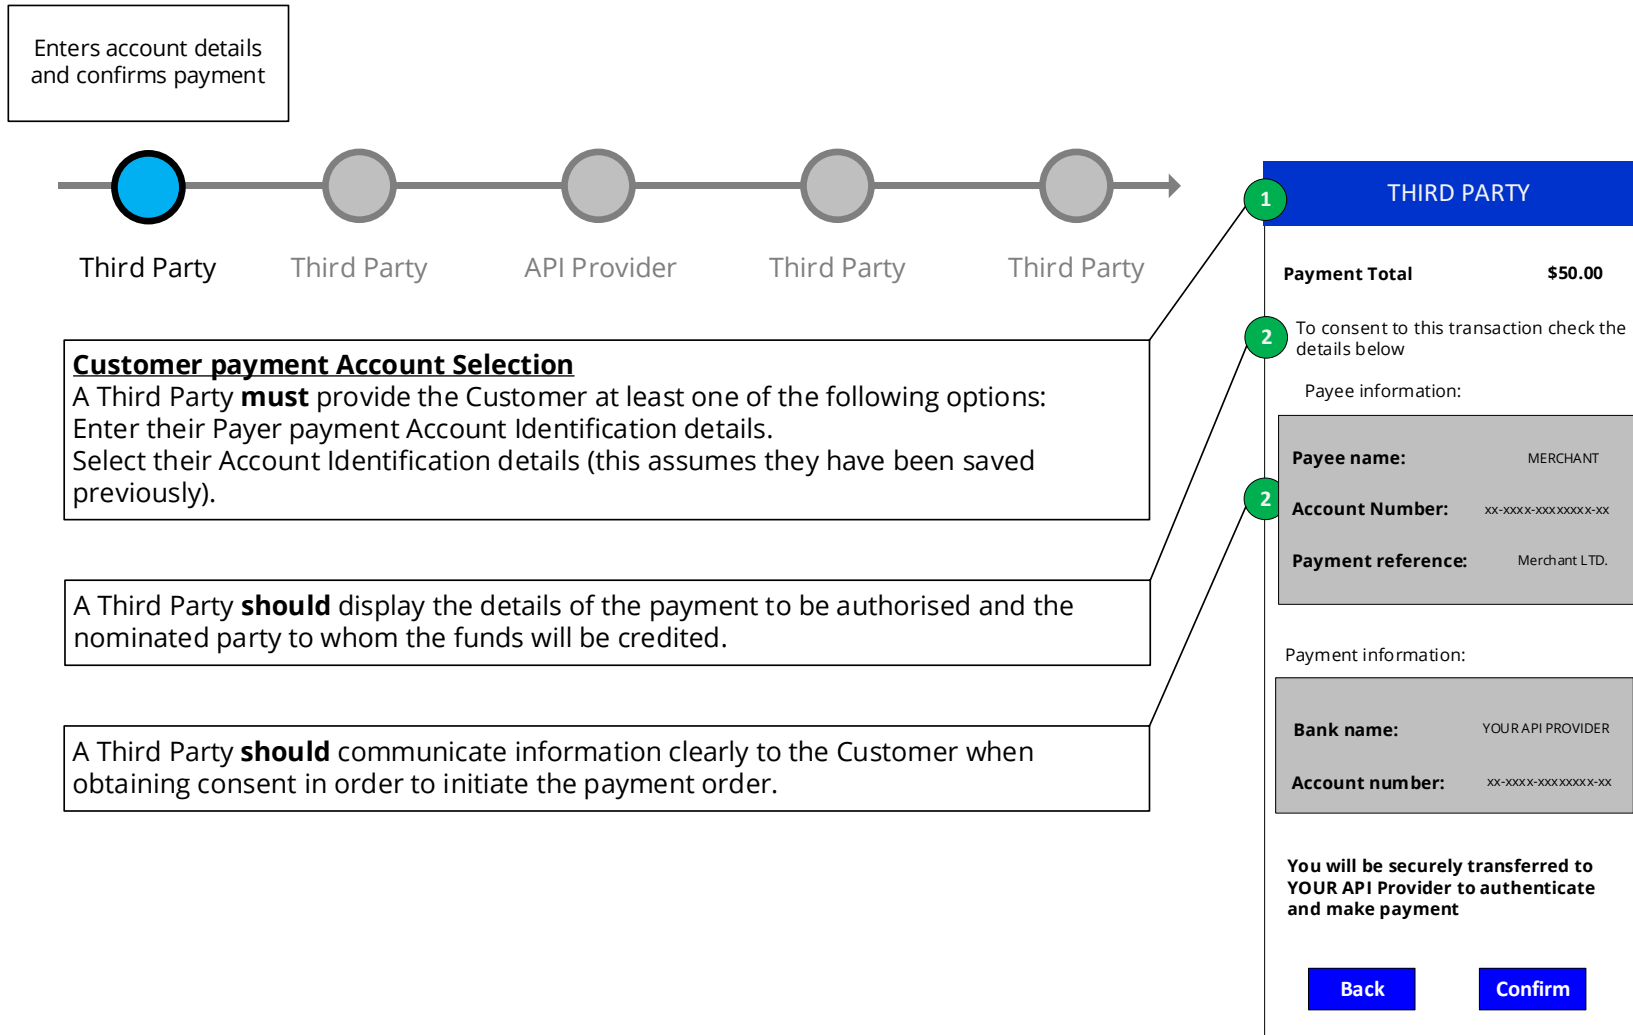 Enters account details
and confirms payment
Third Party
Third Party
API Provider
Third Party
Third Party
Customer payment Account Selection
A Third Party must provide the Customer at least one of the following options:
Enter their Payer payment Account Identification details.
Select their Account Identification details (this assumes they have been saved
previously).
A Third Party should display the details of the payment to be authorised and the
nominated party to whom the funds will be credited.
A Third Party should communicate information clearly to the Customer when
obtaining consent in order to initiate the payment order.
1
THIRD PARTY
Payment Total $50.00
2
To consent to this transaction check the
details below
Payee information:
Payee name: MERCHANT
2
Account Number: xx-xxxx-xxxxxxxx-xx
Payment reference: Merchant LTD.
Payment information:
Bank name: YOUR API PROVIDER
Account number: xx-xxxx-xxxxxxxx-xx
You will be securely transferred to
YOUR API Provider to authenticate
and make payment
Back Confirm